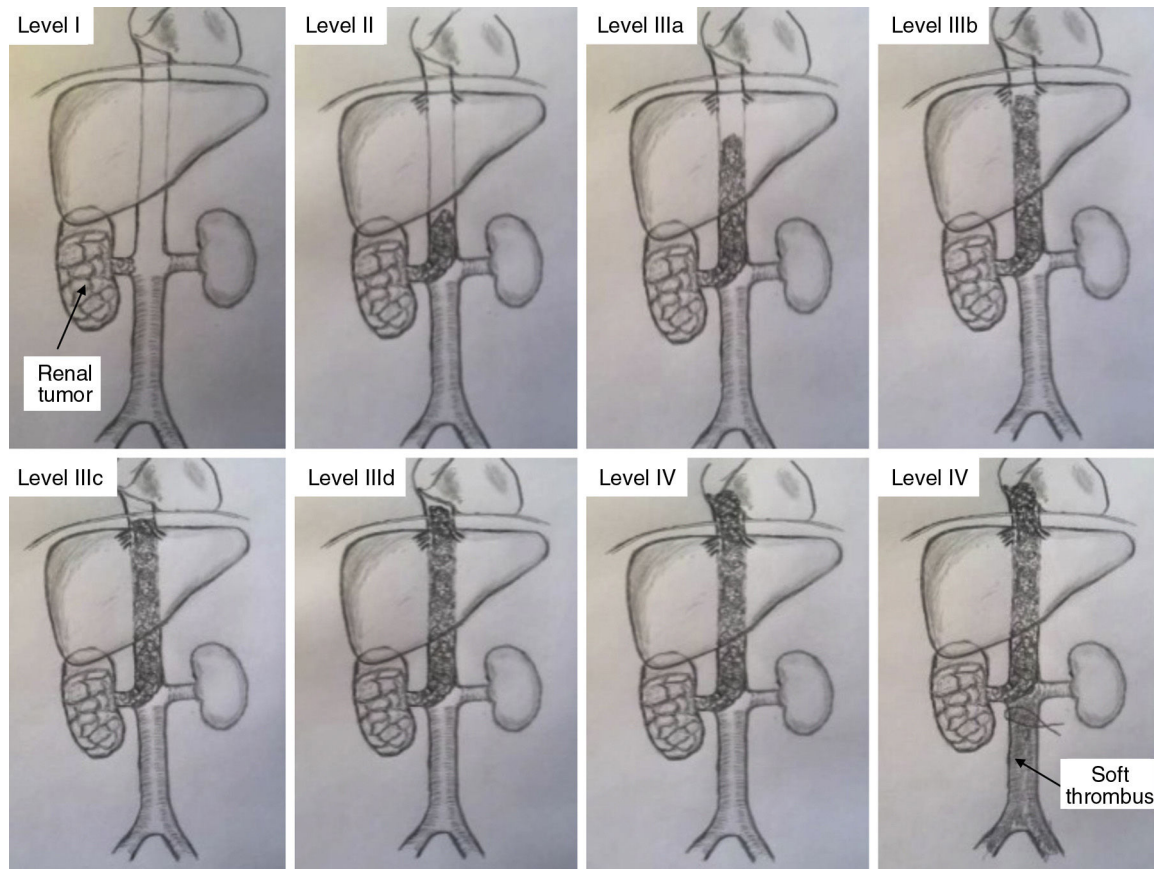 Level I
Level II
Level IIIa
Level IIIb
Renal
tumor
Level IIIc
Level IIId
Level IV
Level IV
Soft
thrombus